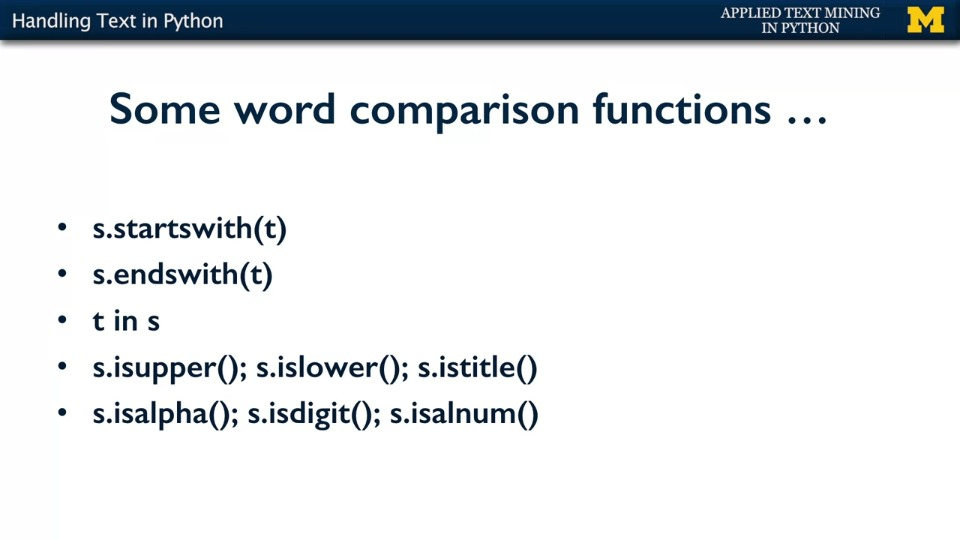 Handling Text in Python
APPLIED TEXT MINING
IN PYTHON
M
Some word comparison functions …
• s.startswith(t)
• s.endswith(t)
• t in s
• s.isupper(); s.islower(); s.istitle()
• s.isalpha(); s.isdigit(); s.isalnum()